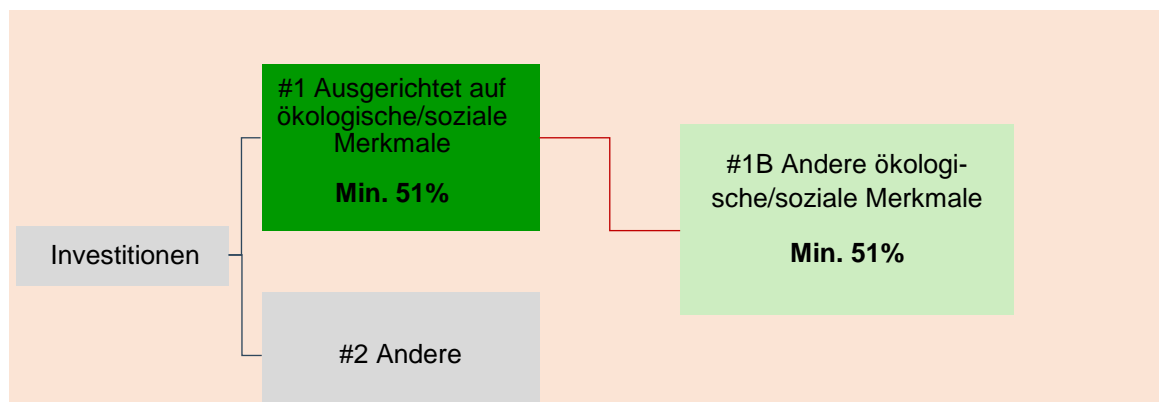 #1 Ausgerichtet auf
ökologische/soziale
Merkmale
Min. 51%
#1B Andere ökologi-
sche/soziale Merkmale
Min. 51%
Investitionen
#2 Andere